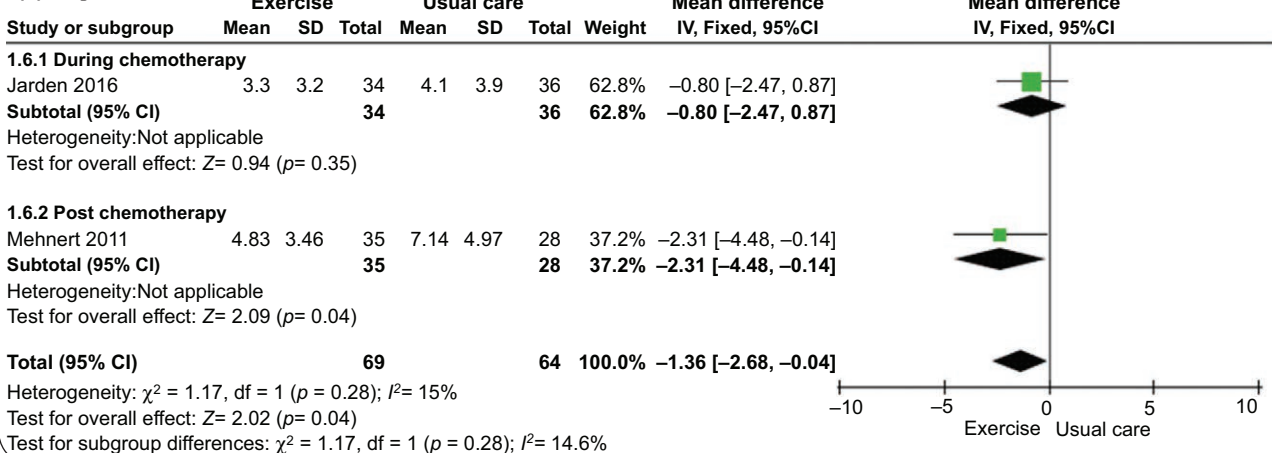 Exercise Usual care Mean difference Mean difference
Study or subgroup Mean SD Total Mean SD Total Weight IV, Fixed, 95%CI IV, Fixed, 95%CI
1.6.1 During chemotherapy
Jarden 2016 3.3 3.2 34 4.1 3.9 36 62.8% –0.80 [–2.47, 0.87]
Subtotal (95% CI) 34 36 62.8% –0.80 [–2.47, 0.87]
Heterogeneity:Not applicable
Test for overall effect: Z= 0.94 (p= 0.35)
1.6.2 Post chemotherapy
Mehnert 2011 4.83 3.46 35 7.14 4.97 28 37.2% –2.31 [–4.48, –0.14]
Subtotal (95% CI) 35 28 37.2% –2.31 [–4.48, –0.14]
Heterogeneity:Not applicable
Test for overall effect: Z= 2.09 (p= 0.04)
Total (95% CI) 69 64 100.0% –1.36 [–2.68, –0.04]
Heterogeneity: χ² = 1.17, df = 1 (p = 0.28); I²= 15%
Test for overall effect: Z= 2.02 (p= 0.04)
Test for subgroup differences: χ² = 1.17, df = 1 (p = 0.28); I²= 14.6%
–10 –5 0 5 10
Exercise Usual care